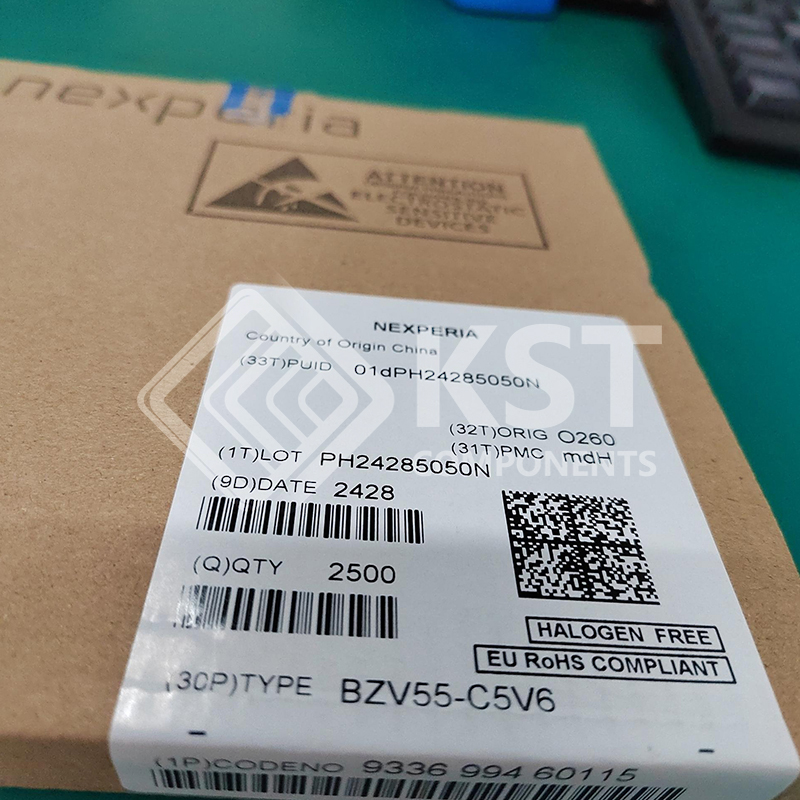 nexperia
ATTENTION
ELECTROSTATIC
SENSITIVE
DEVICES
KST
COMPONENTS
NEXPERIA
Country of Origin China
(33T)PUID 01dPH24285050N
(32T)ORIG O260
(31T)PMC mdH
(1T)LOT PH24285050N
(9D)DATE 2428
(Q)QTY 2500
HALOGEN FREE
EU RoHS COMPLIANT
(30P)TYPE BZV55-C5V6
(1P)CODENO 9336 994 60115